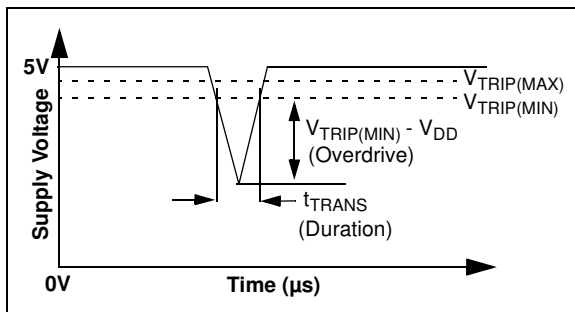 5V
Supply Voltage
V_TRIP(MAX)
V_TRIP(MIN)
V_TRIP(MIN) - V_DD
(Overdrive)
t_TRANS
(Duration)
0V
Time (μs)